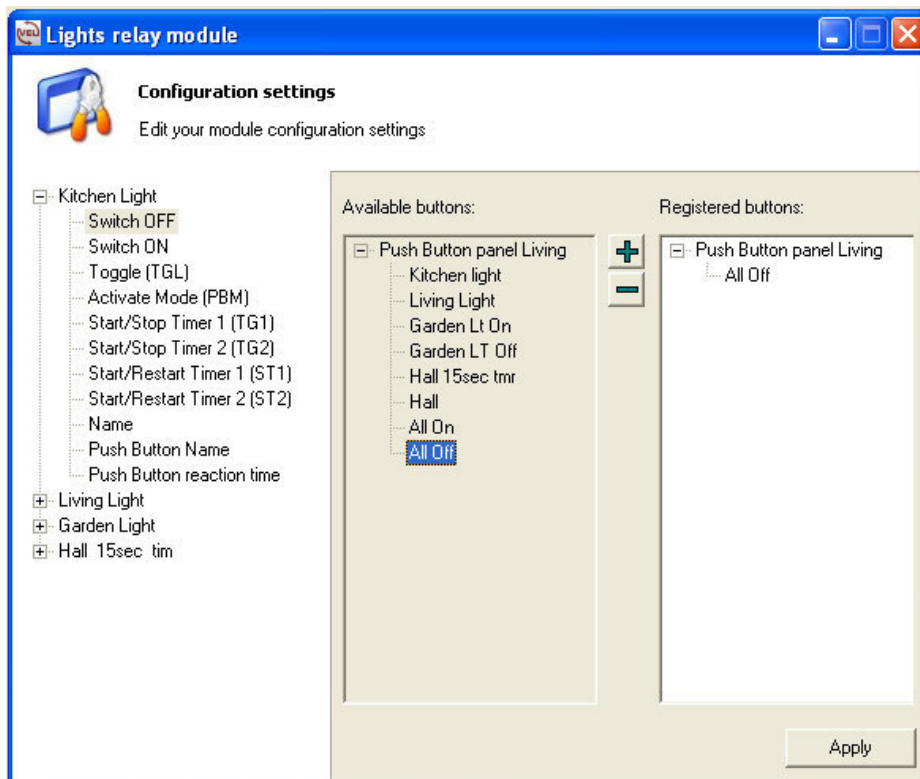 VEL Lights relay module
Configuration settings
Edit your module configuration settings
Kitchen Light
Switch OFF
Switch ON
Toggle (TGL)
Activate Mode (PBM)
Start/Stop Timer 1 (TG1)
Start/Stop Timer 2 (TG2)
Start/Restart Timer 1 (ST1)
Start/Restart Timer 2 (ST2)
Name
Push Button Name
Push Button reaction time
Living Light
Garden Light
Hall 15sec tim
Available buttons:
Push Button panel Living
Kitchen light
Living Light
Garden Lt On
Garden LT Off
Hall 15sec tmr
Hall
All On
All Off
Registered buttons:
Push Button panel Living
All Off
Apply